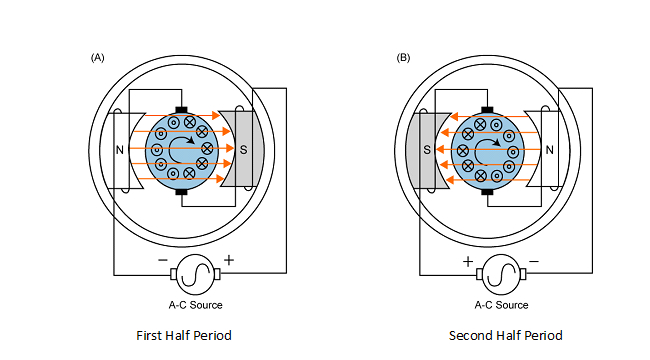 (A)
(B)
N
S
S
N
− +
+ −
A-C Source
A-C Source
First Half Period
Second Half Period